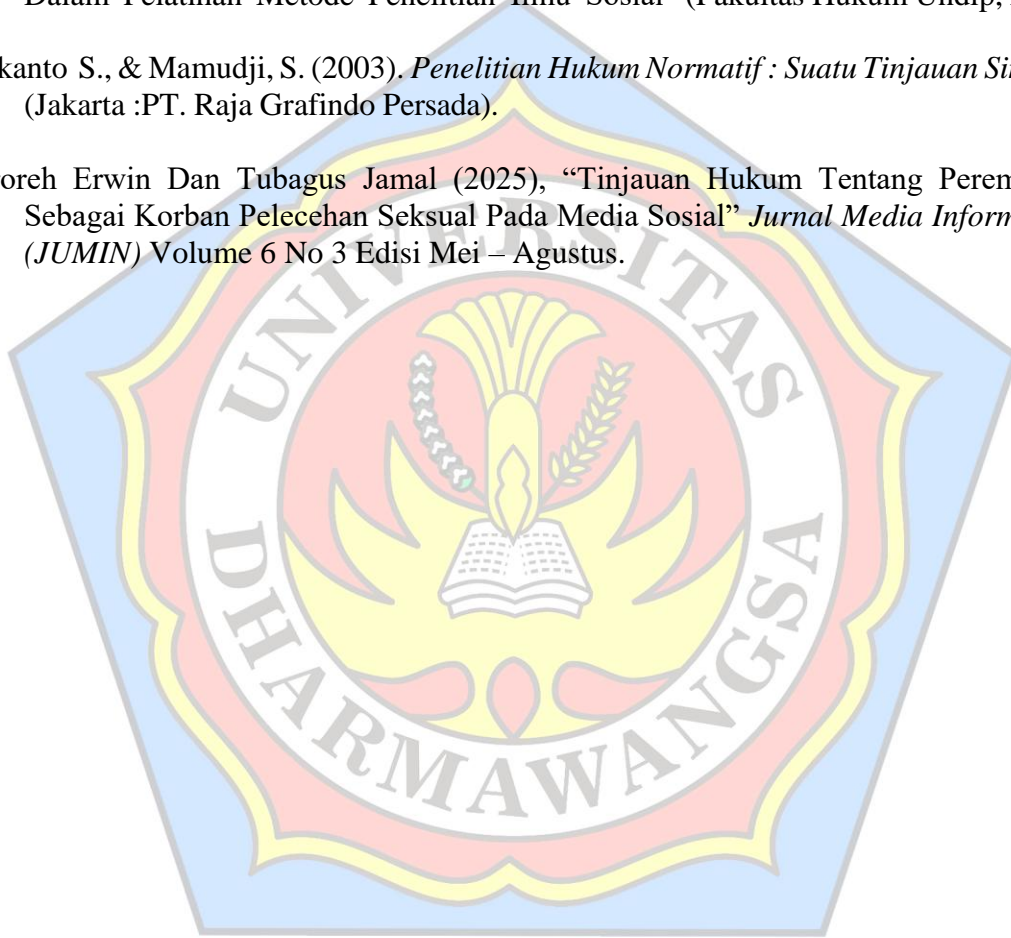 Dalam Pelatihan Metode Penelitian Ilmu Sosial" (Fakultas Hukum Undip,
kanto S., & Mamudji, S. (2003). Penelitian Hukum Normatif : Suatu Tinjauan
(Jakarta :PT. Raja Grafindo Persada).
oreh Erwin Dan Tubagus Jamal (2025), “Tinjauan Hukum Tentang Perem
Sebagai Korban Pelecehan Seksual Pada Media Sosial” Jurnal Media Inform
(JUMIN) Volume 6 No 3 Edisi Mei – Agustus.
UNIVERSITAS
DHARMAWANGSA